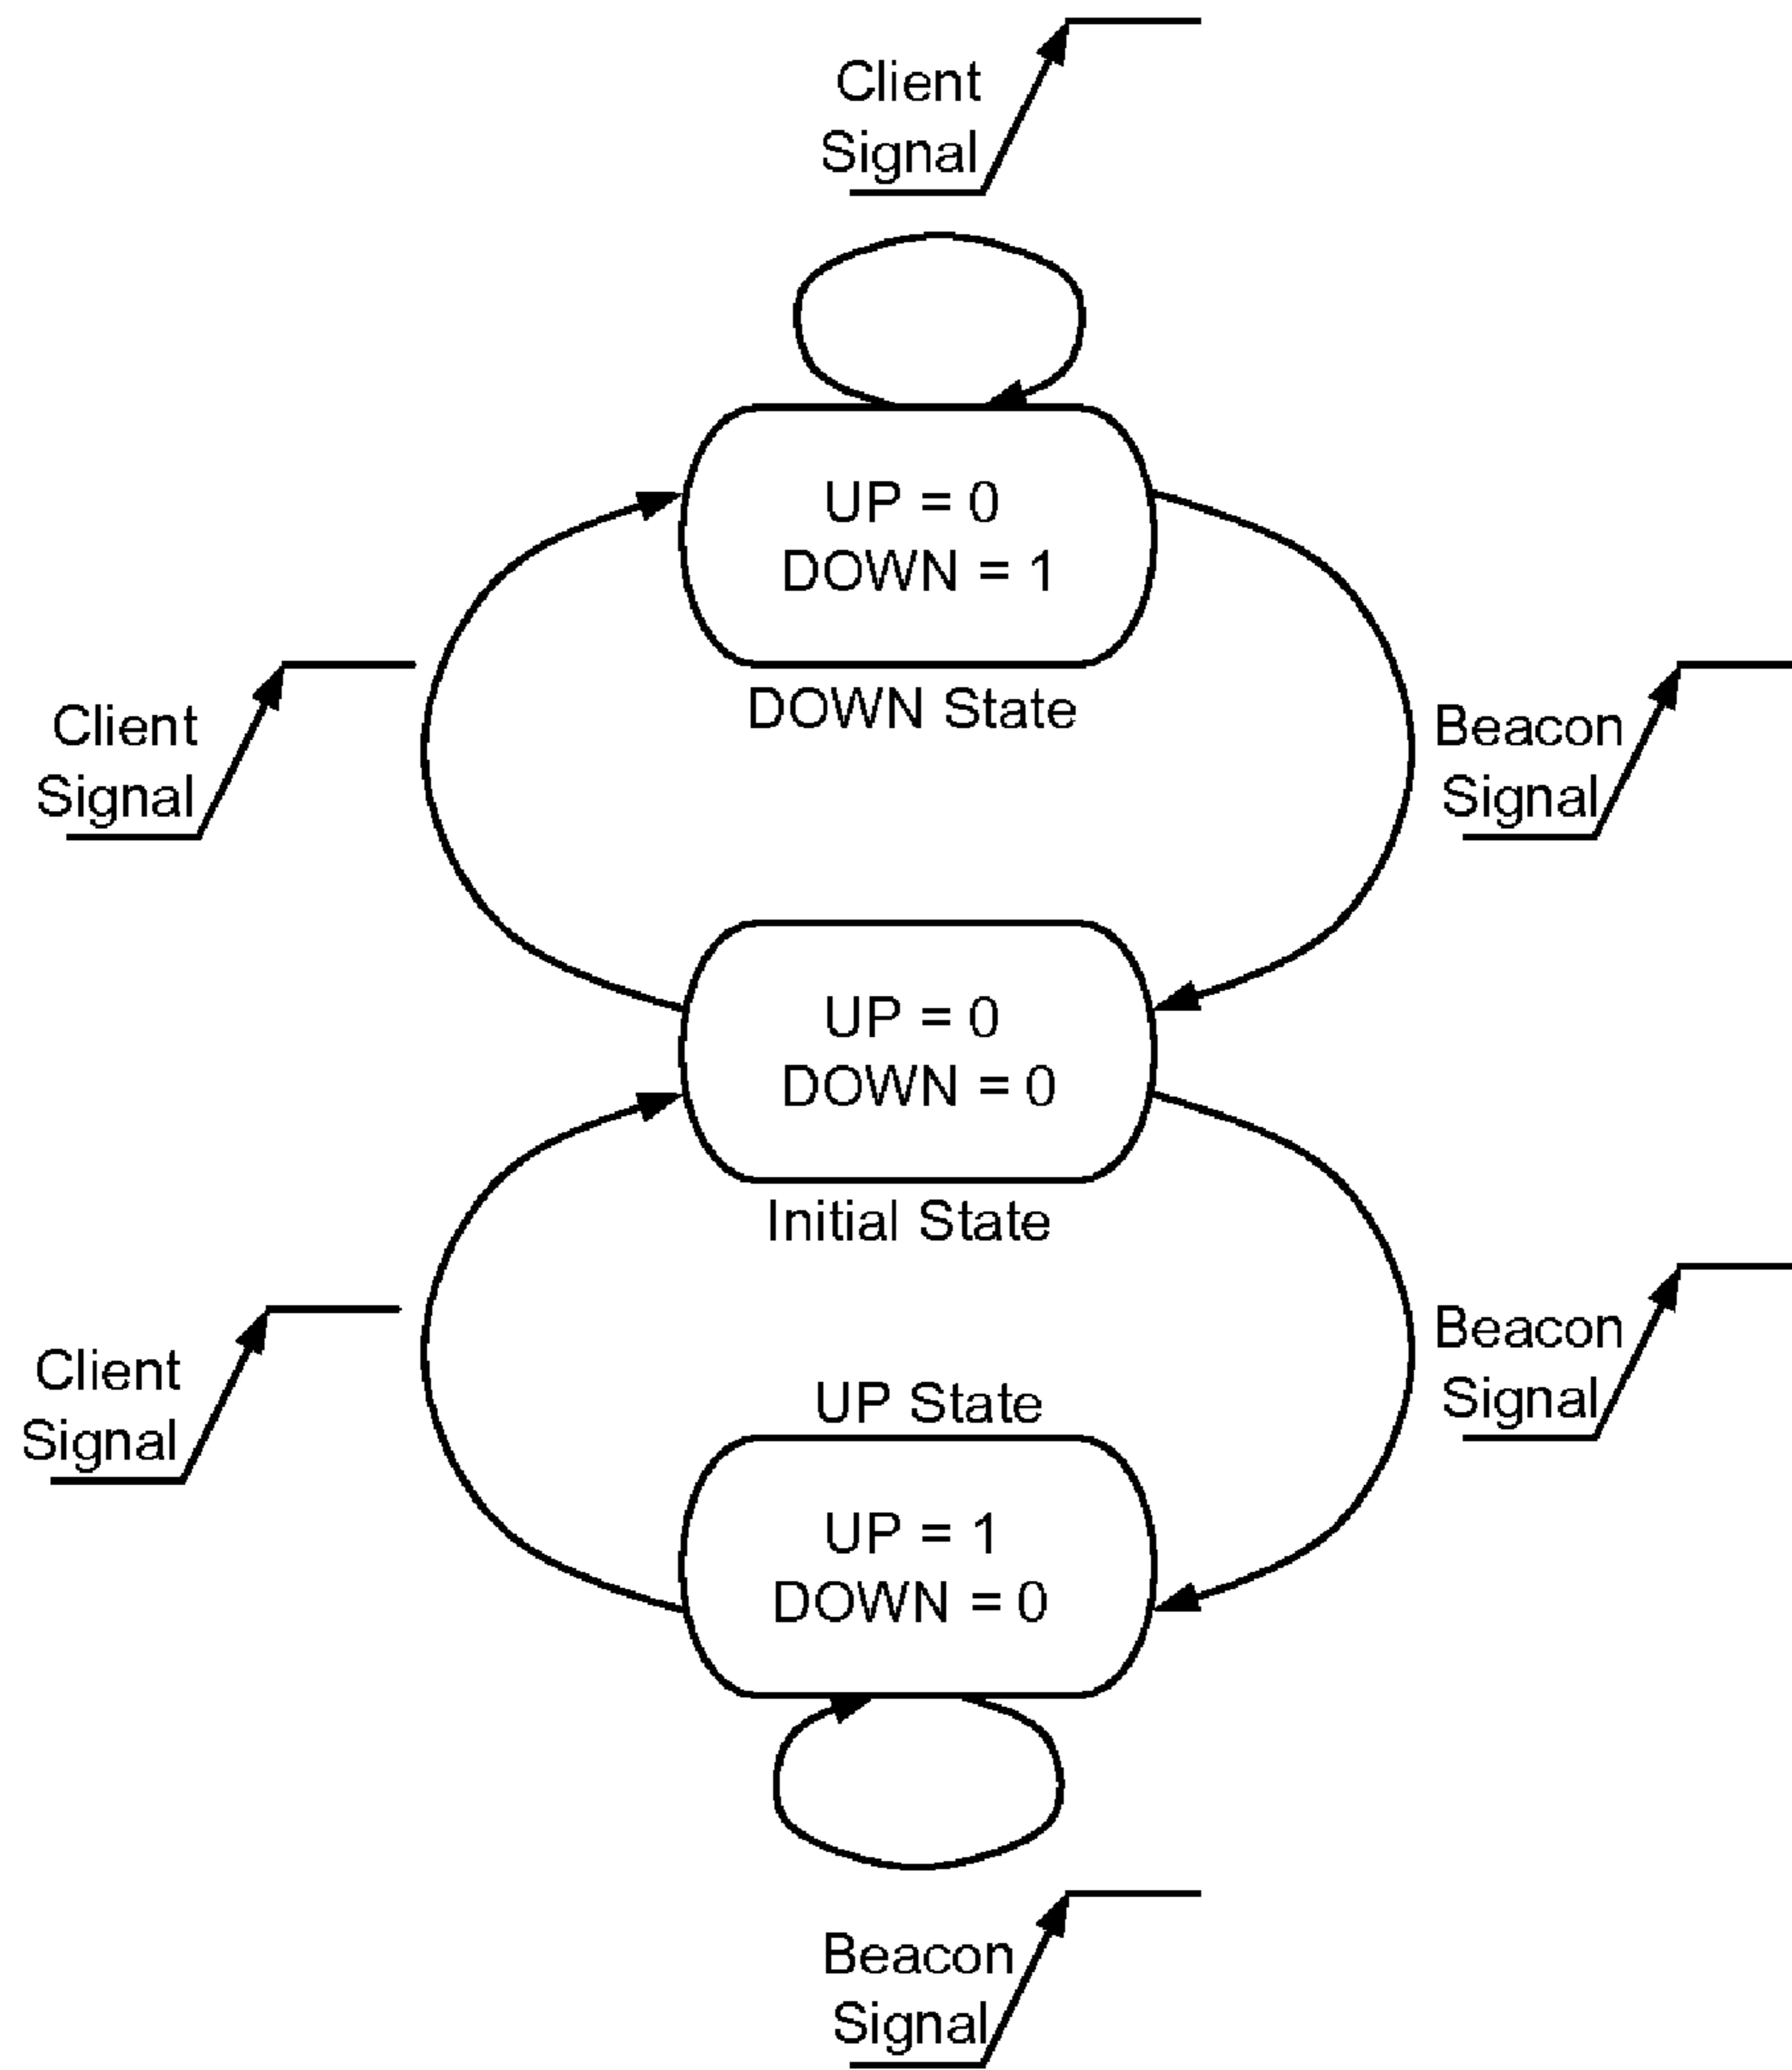 Client
Signal
UP = 0
DOWN = 1
DOWN State
Client
Signal
Beacon
Signal
UP = 0
DOWN = 0
Initial State
Client
Signal
Beacon
Signal
UP State
UP = 1
DOWN = 0
Beacon
Signal